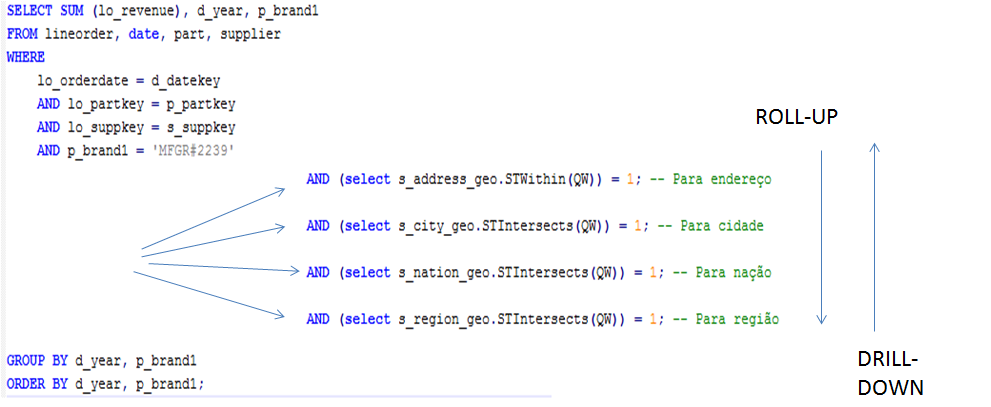 SELECT SUM (lo_revenue), d_year, p_brand1
FROM lineorder, date, part, supplier
WHERE
lo_orderdate = d_datekey
AND lo_partkey = p_partkey
AND lo_suppkey = s_suppkey
AND p_brand1 = 'MFGR#2239'
ROLL-UP
AND (select s_address_geo.STWithin(QW)) = 1; -- Para endereço
AND (select s_city_geo.STIntersects(QW)) = 1; -- Para cidade
AND (select s_nation_geo.STIntersects(QW)) = 1; -- Para nação
AND (select s_region_geo.STIntersects(QW)) = 1; -- Para região
DRILL-
DOWN
GROUP BY d_year, p_brand1
ORDER BY d_year, p_brand1;